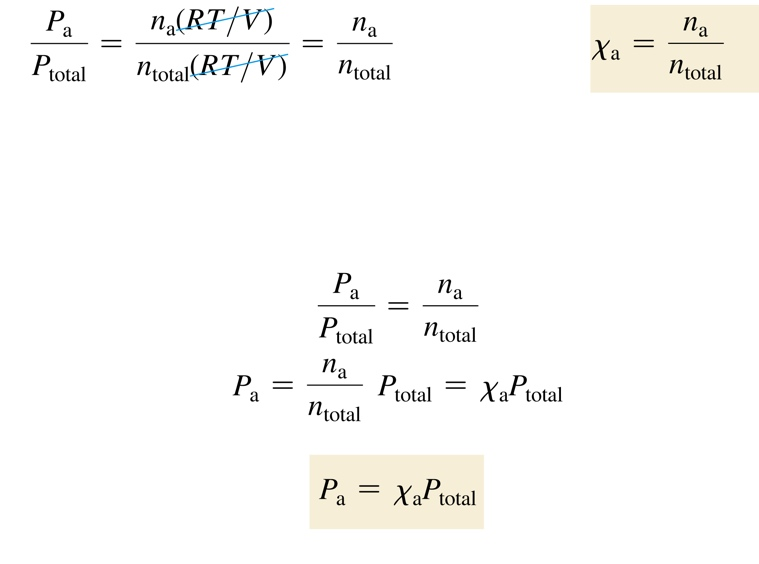 P_a / P_total = n_a(RT/V) / n_total(RT/V) = n_a / n_total
χ_a = n_a / n_total
P_a / P_total = n_a / n_total
P_a = n_a / n_total P_total = χ_a P_total
P_a = χ_a P_total